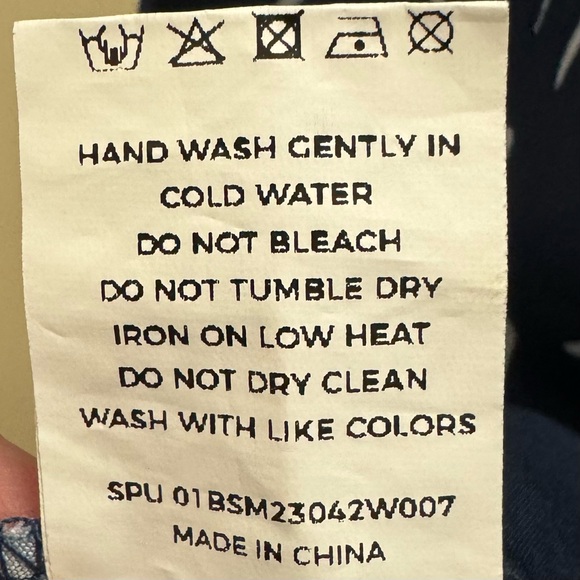 HAND WASH GENTLY IN
COLD WATER
DO NOT BLEACH
DO NOT TUMBLE DRY
IRON ON LOW HEAT
DO NOT DRY CLEAN
WASH WITH LIKE COLORS
SPU 01BSM23042W007
MADE IN CHINA